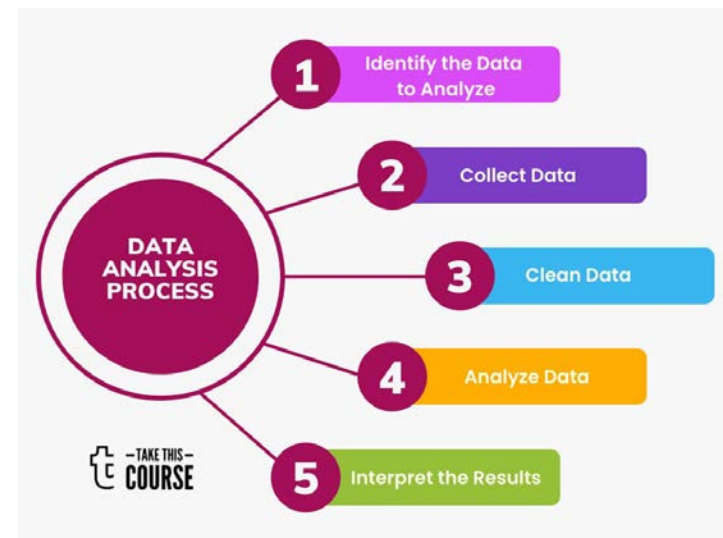 1
Identify the Data
to Analyze
2
Collect Data
DATA
ANALYSIS
PROCESS
3
Clean Data
4
Analyze Data
t
–TAKE THIS–
COURSE
5
Interpret the Results